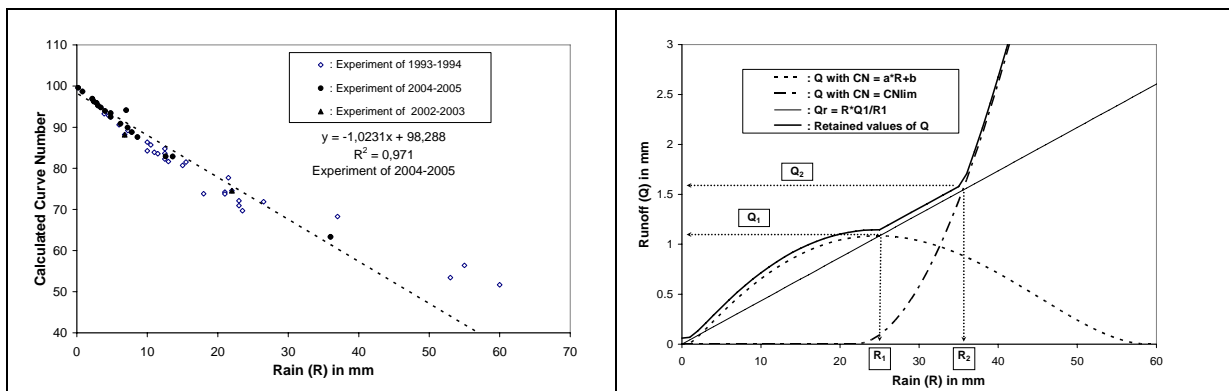 Calculated Curve Number
110
100
90
80
70
60
50
40
0 10 20 30 40 50 60 70
Rain (R) in mm
: Experiment of 1993-1994
: Experiment of 2004-2005
: Experiment of 2002-2003
y = -1,0231x + 98,288
R² = 0,971
Experiment of 2004-2005
Runoff (Q) in mm
3
2.5
2
1.5
1
0.5
0
0 10 20 30 40 50 60
Rain (R) in mm
: Q with CN = a*R+b
: Q with CN = CNlim
: Qr = R*Q1/R1
: Retained values of Q
Q₂
Q₁
R₁
R₂